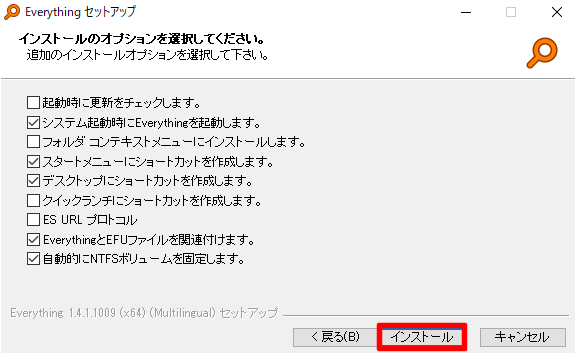 Everything セットアップ
インストールのオプションを選択してください。
追加のインストールオプションを選択して下さい。
起動時に更新をチェックします。
システム起動時にEverythingを起動します。
フォルダ コンテキストメニューにインストールします。
スタートメニューにショートカットを作成します。
デスクトップにショートカットを作成します。
クイックランチにショートカットを作成します。
ES URL プロトコル
EverythingとEFUファイルを関連付けます。
自動的にNTFSボリュームを固定します。
Everything 1.4.1.1009 (x64) (Multilingual) セットアップ
< 戻る(B)
インストール
キャンセル